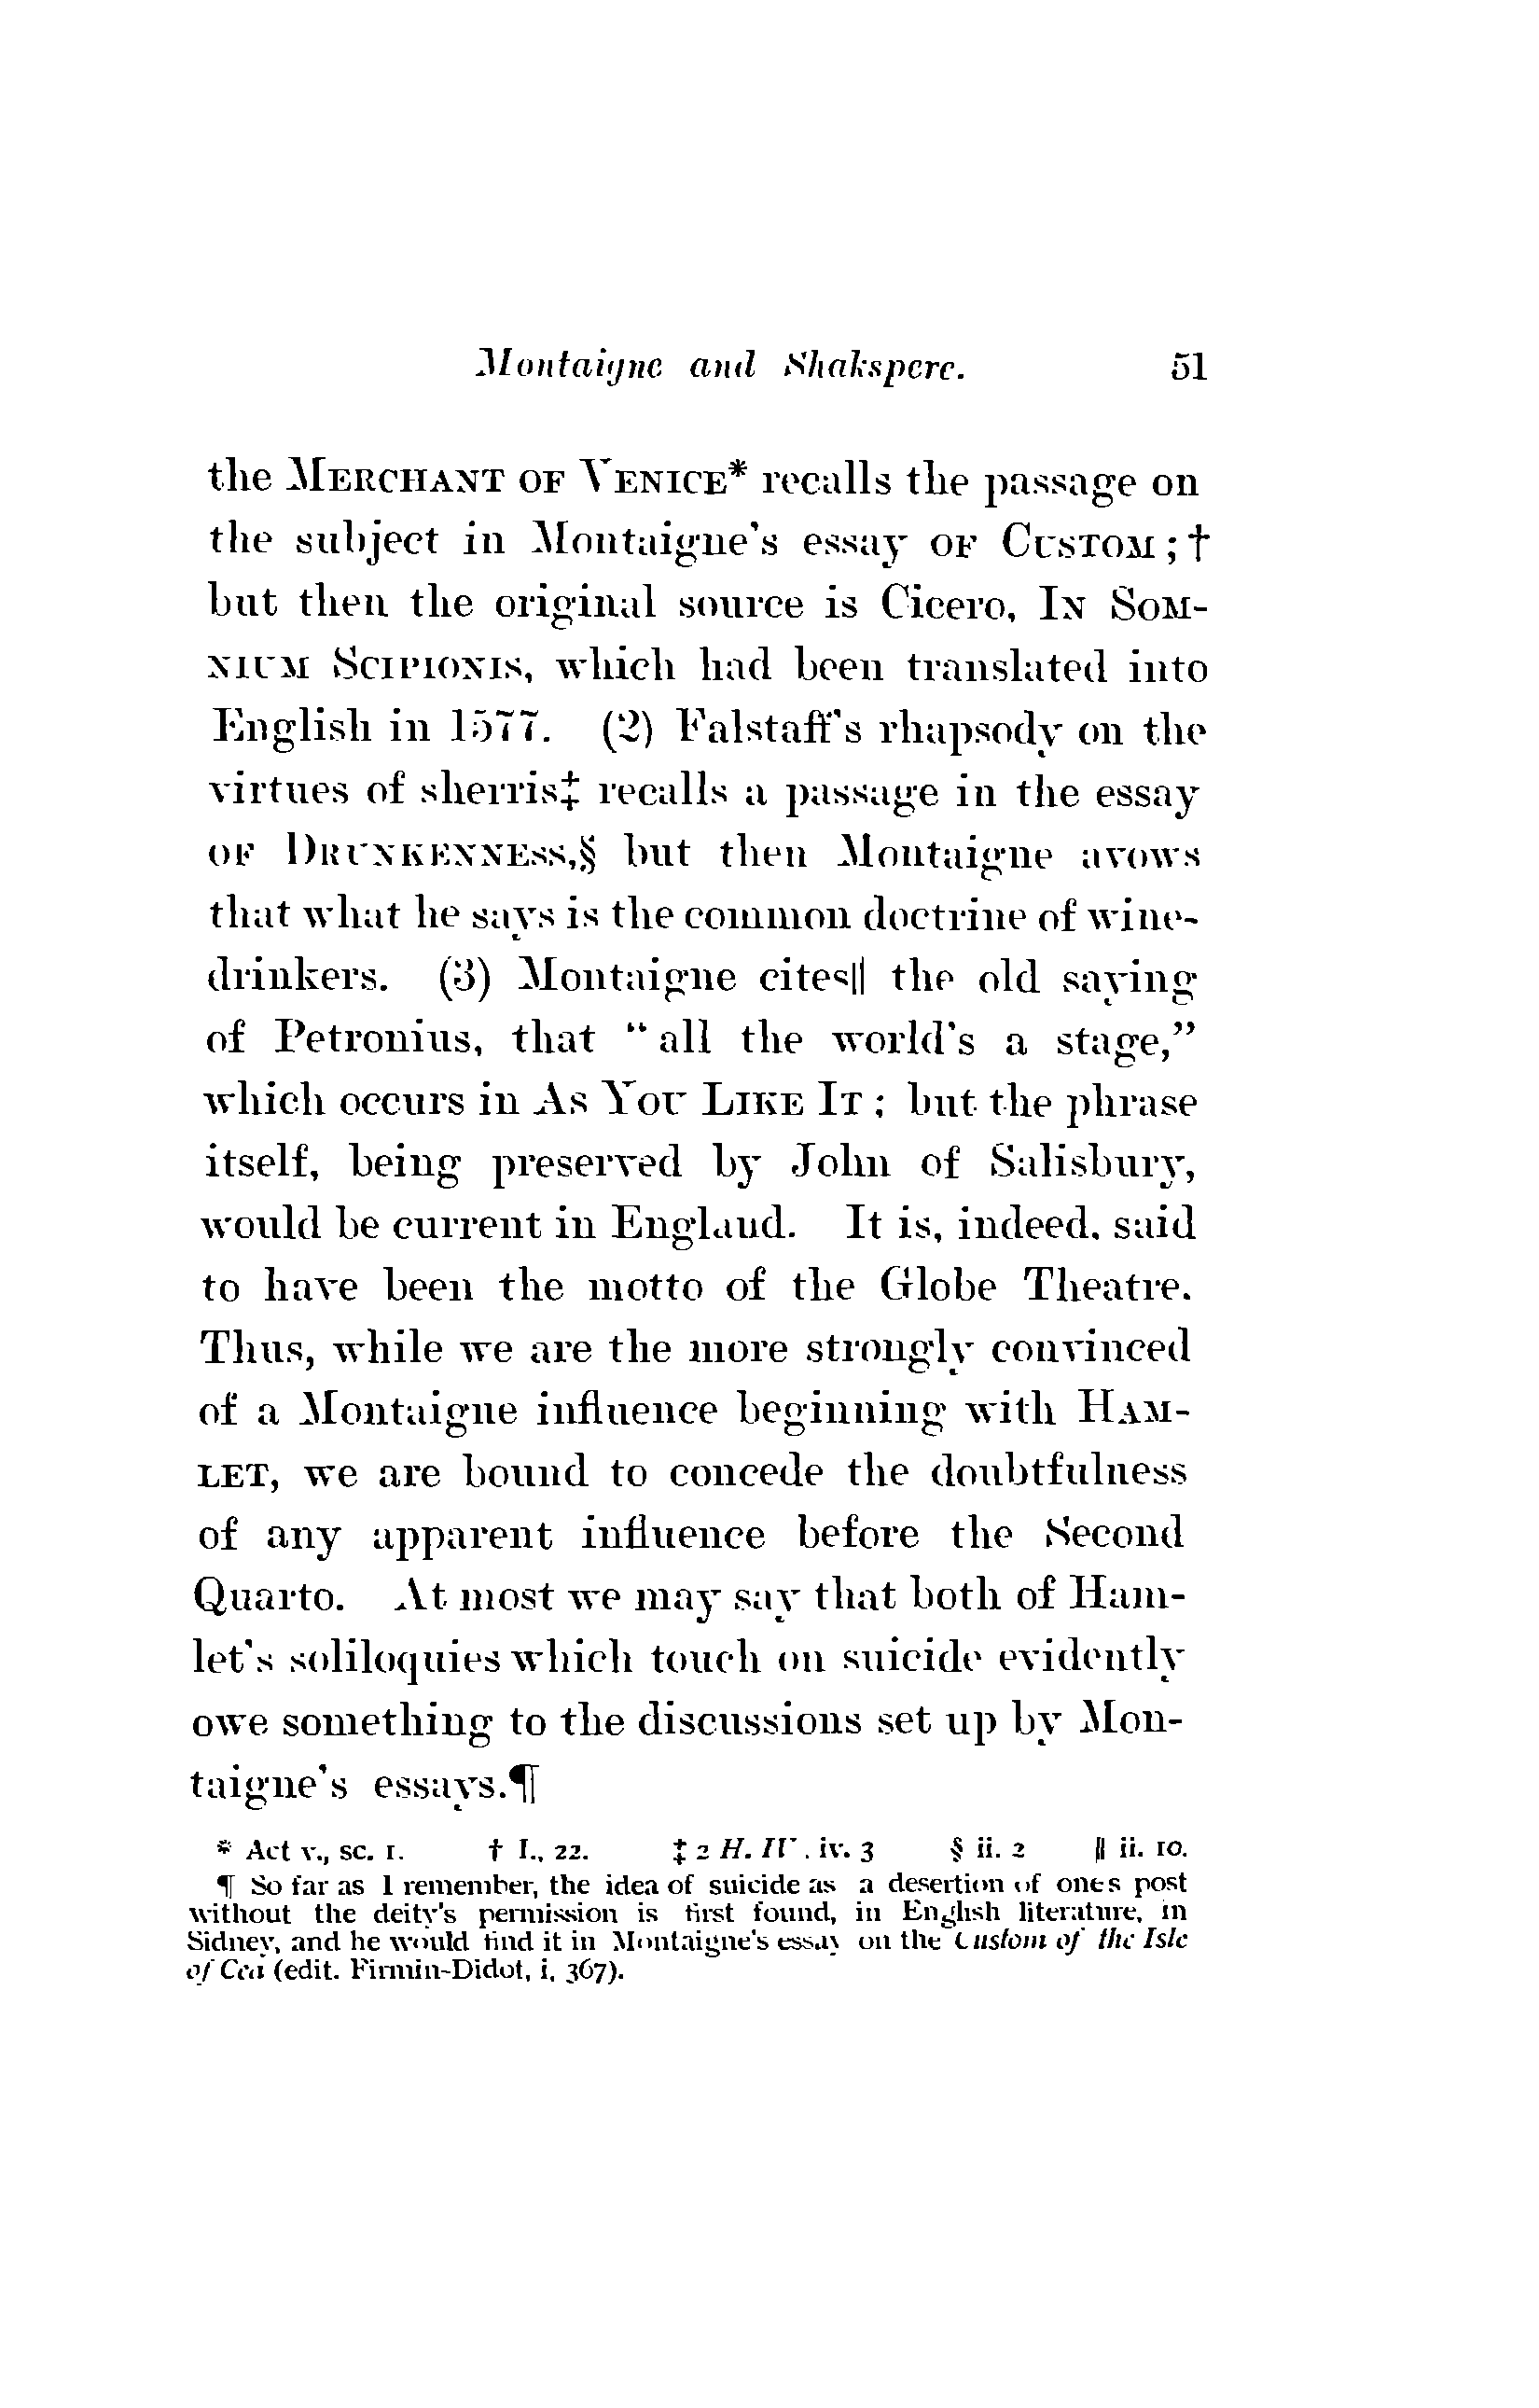 Montaigne and Shakspere. 51
the MERCHANT OF VENICE* recalls the passage on
the subject in Montaigne's essay OF CUSTOM;†
but then the original source is Cicero, IN SOM-
NIUM SCIPIONIS, which had been translated into
English in 1577. (2) Falstaff's rhapsody on the
virtues of sherris‡ recalls a passage in the essay
OF DRUNKENNESS,§ but then Montaigne avows
that what he says is the common doctrine of wine-
drinkers. (3) Montaigne cites|| the old saying
of Petronius, that "all the world's a stage,"
which occurs in AS YOU LIKE IT; but the phrase
itself, being preserved by John of Salisbury,
would be current in England. It is, indeed, said
to have been the motto of the Globe Theatre.
Thus, while we are the more strongly convinced
of a Montaigne influence beginning with HAM-
LET, we are bound to concede the doubtfulness
of any apparent influence before the Second
Quarto. At most we may say that both of Ham-
let's soliloquies which touch on suicide evidently
owe something to the discussions set up by Mon-
taigne's essays.¶
* Act v., sc. 1. † I., 22. ‡ 2 H. IV. iv. 3 § ii. 2 || ii. 10.
¶ So far as I remember, the idea of suicide as a desertion of one's post
without the deity's permission is first found, in English literature, in
Sidney, and he would find it in Montaigne's essay on the Custom of the Isle
of Cea (edit. Firmin-Didot, i, 367).